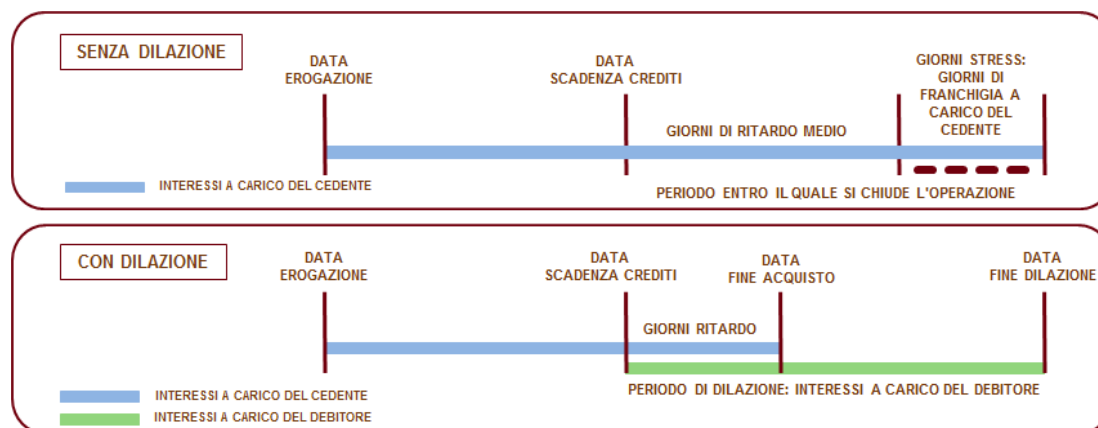 SENZA DILAZIONE
DATA
EROGAZIONE
DATA
SCADENZA CREDITI
GIORNI STRESS:
GIORNI DI
FRANCHIGIA A
CARICO DEL
CEDENTE
GIORNI DI RITARDO MEDIO
INTERESSI A CARICO DEL CEDENTE
PERIODO ENTRO IL QUALE SI CHIUDE L'OPERAZIONE
CON DILAZIONE
DATA
EROGAZIONE
DATA
SCADENZA CREDITI
DATA
FINE ACQUISTO
DATA
FINE DILAZIONE
GIORNI RITARDO
PERIODO DI DILAZIONE: INTERESSI A CARICO DEL DEBITORE
INTERESSI A CARICO DEL CEDENTE
INTERESSI A CARICO DEL DEBITORE